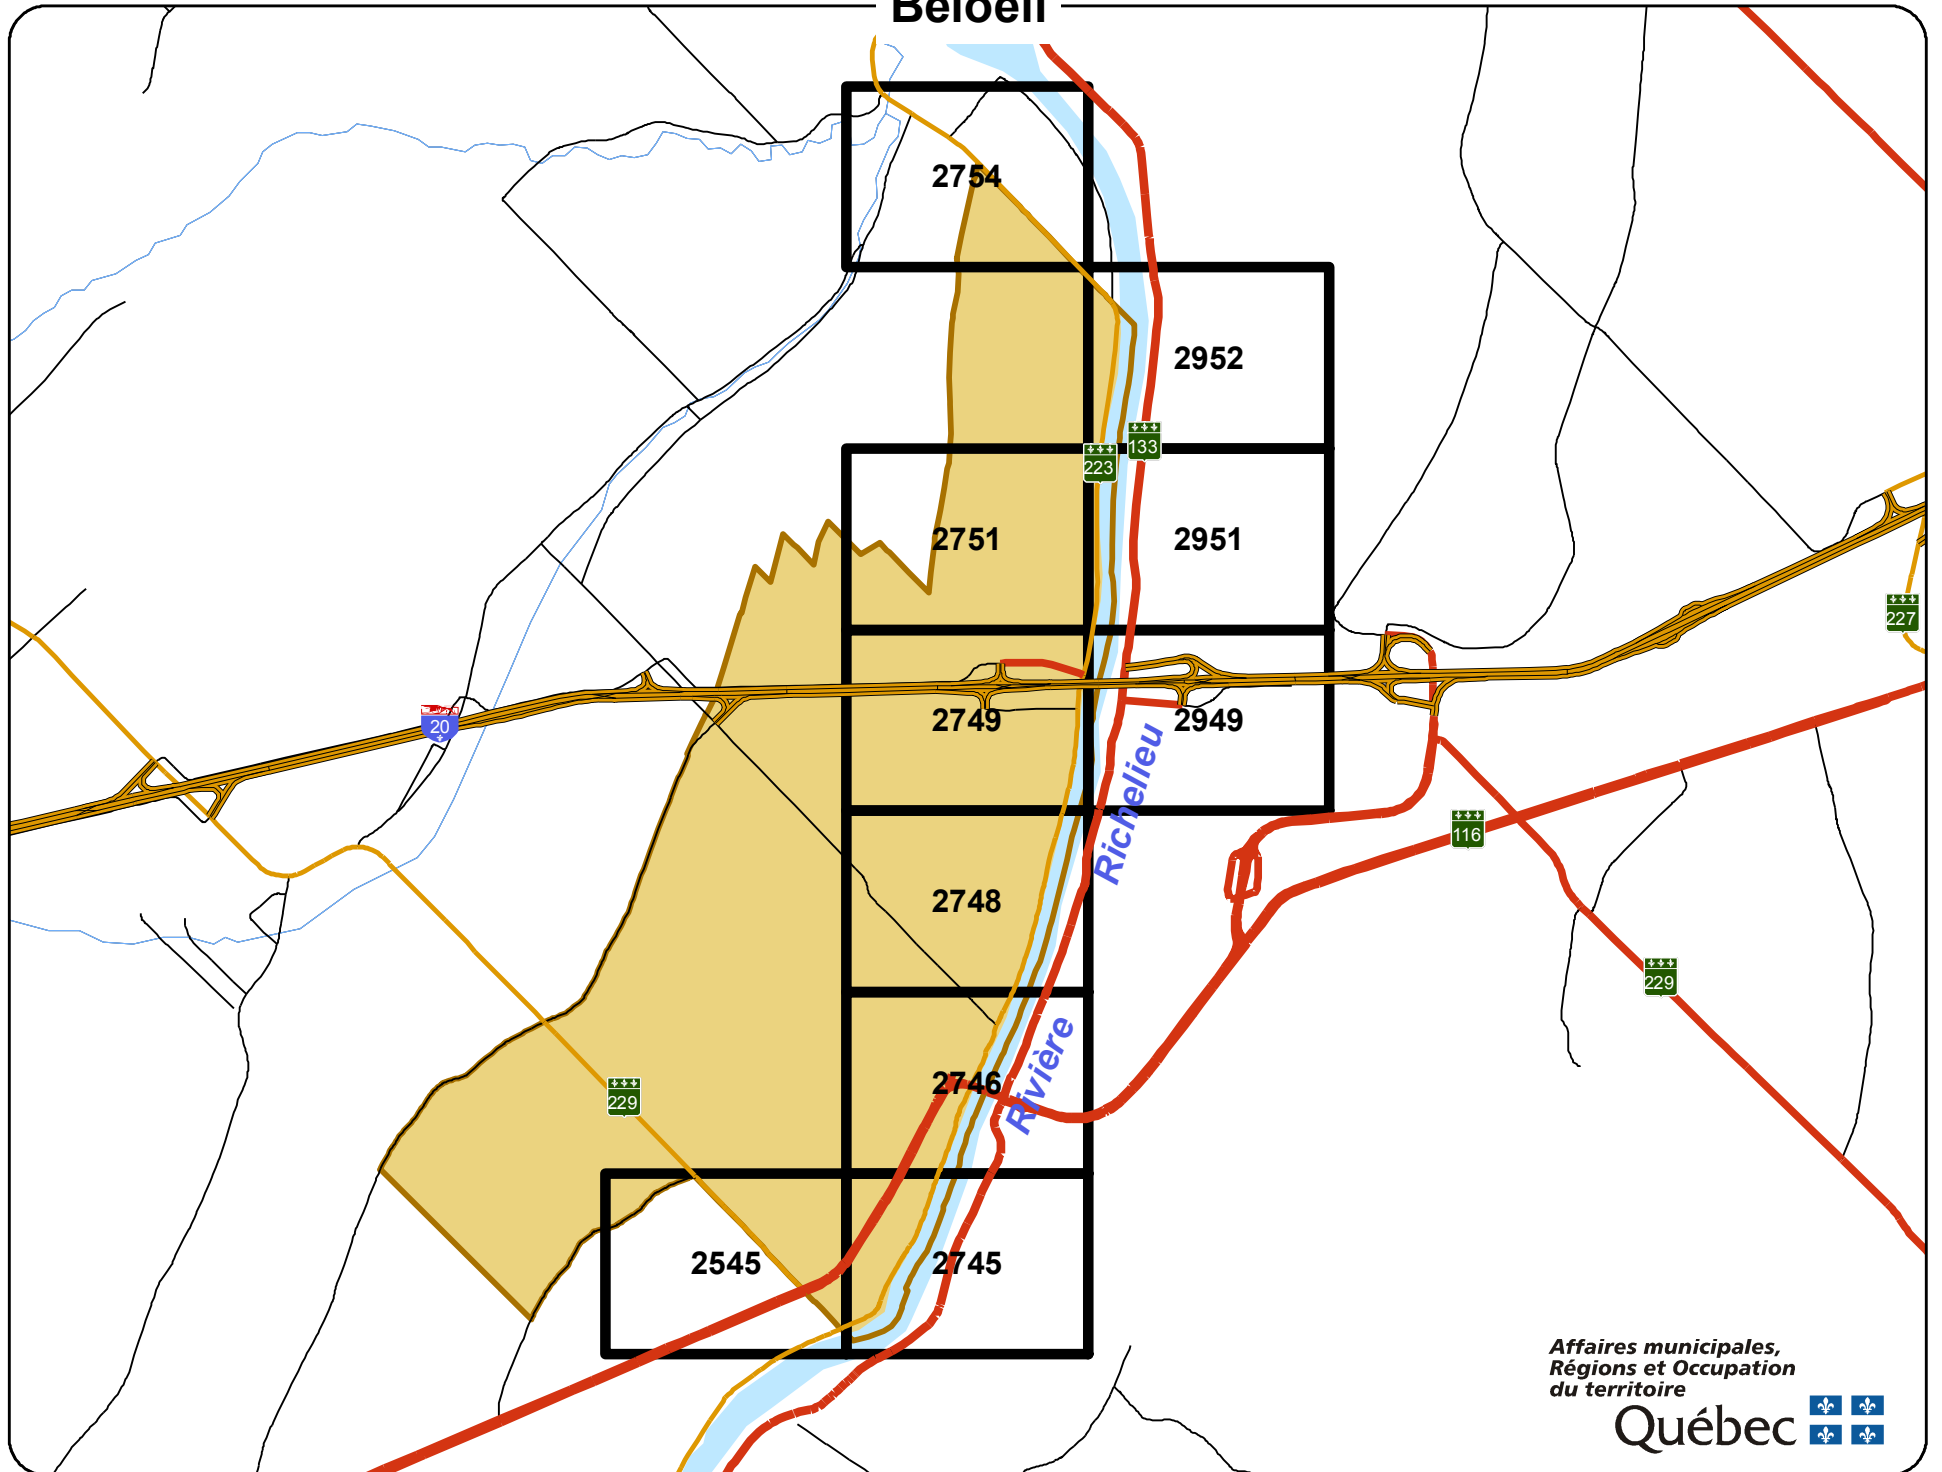 Beloeil
2754
2952
133
223
2751
2951
227
20
2749
2949
Richelieu
116
2748
229
2746
Rivière
229
2545
2745
Affaires municipales,
Régions et Occupation
du territoire
Québec